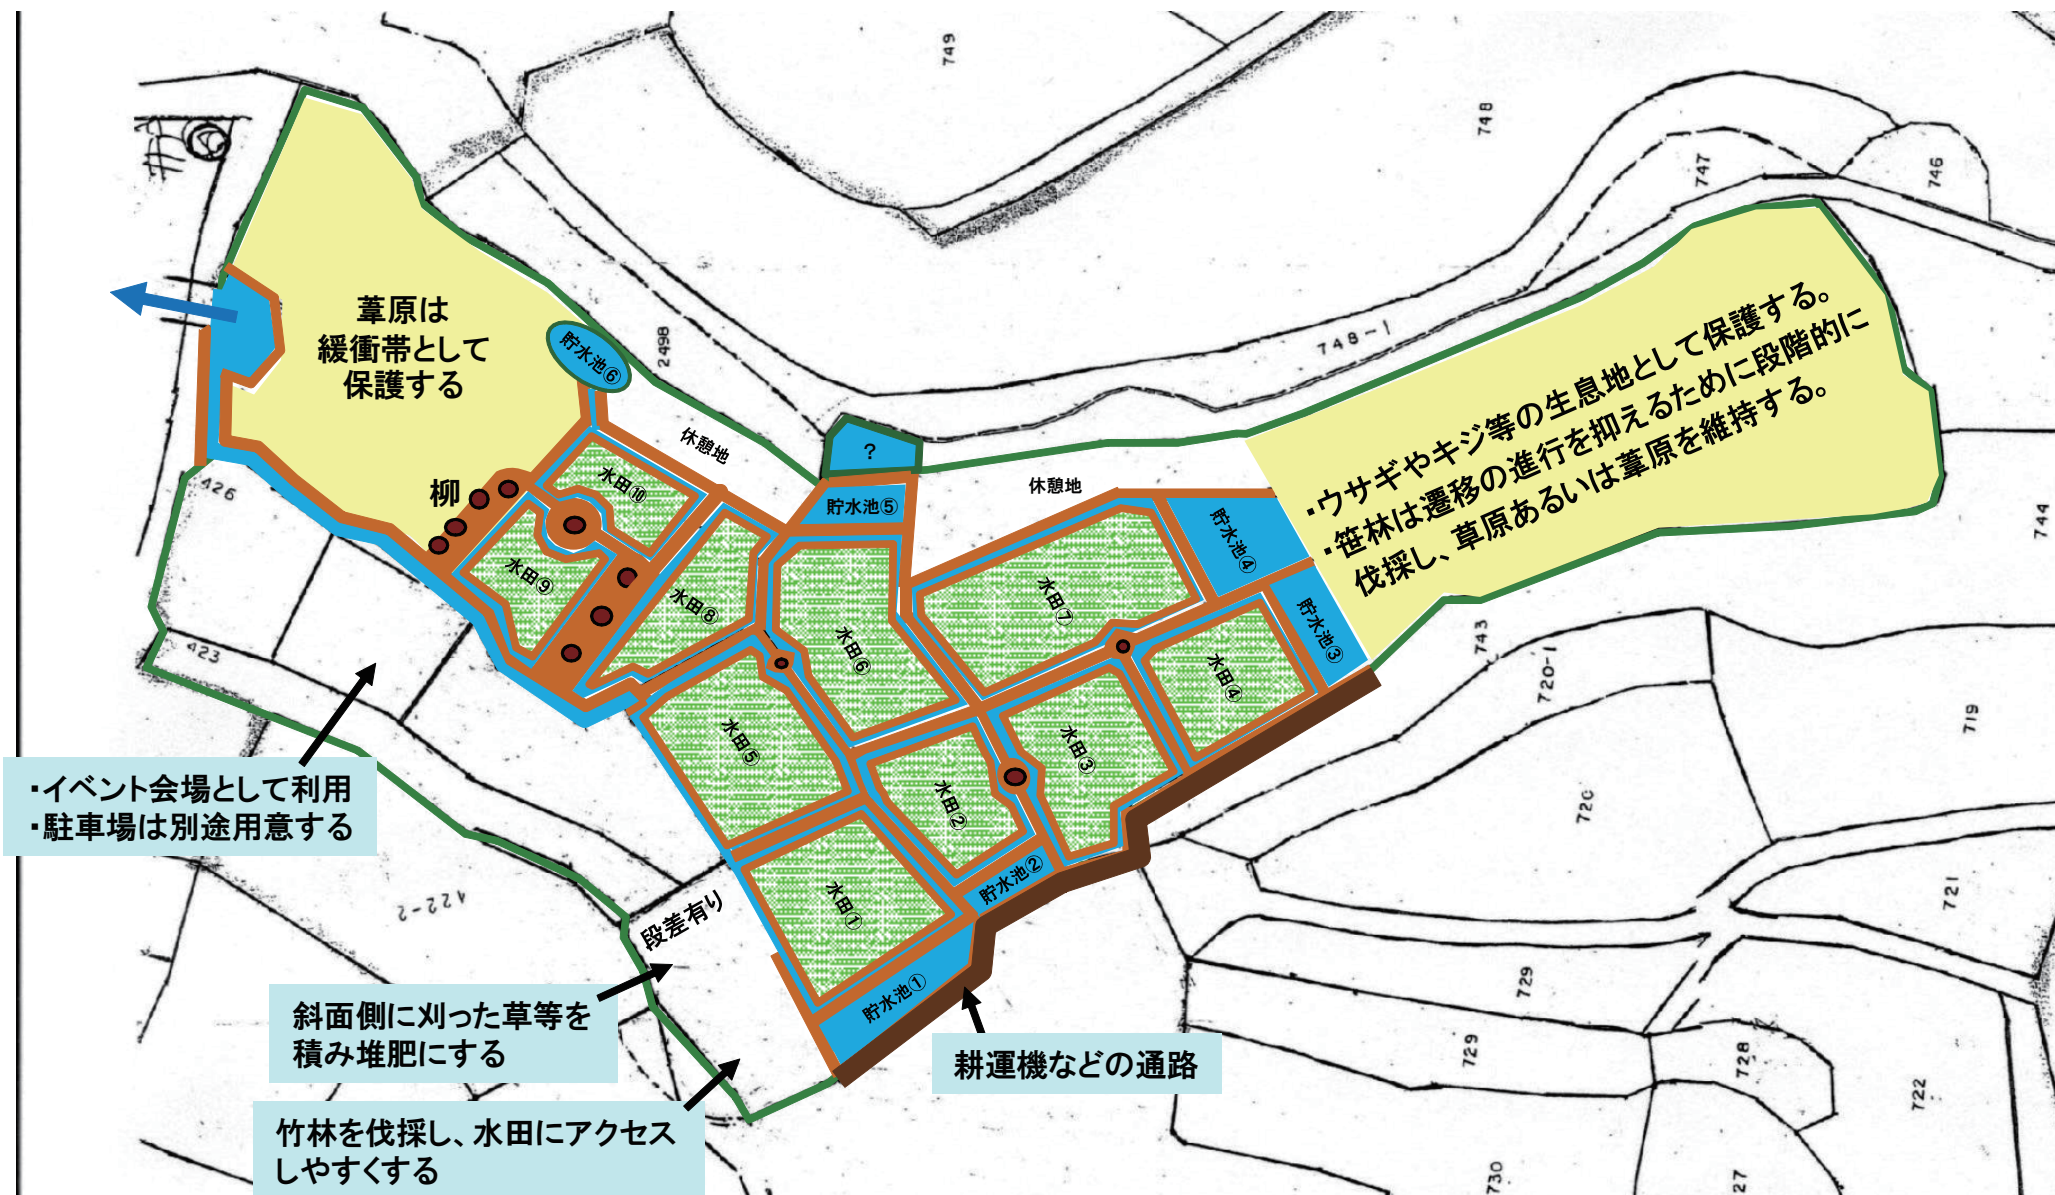 749
748
747
746
葦原は
緩衝帯として
保護する
貯水池⑥
2498
748-1
・ウサギやキジ等の生息地として保護する。
・笹林は遷移の進行を抑えるために段階的に
伐採し、草原あるいは葦原を維持する。
?
休憩地
水田⑩
426
柳
貯水池⑤
休憩地
貯水池④
744
水田⑨
水田⑧
水田⑥
水田⑦
貯水池③
743
423
水田⑤
水田③
水田④
720-1
719
・イベント会場として利用
・駐車場は別途用意する
水田②
720
422-2
段差有り
水田①
貯水池②
721
斜面側に刈った草等を
積み堆肥にする
貯水池①
729
耕運機などの通路
729
728
722
竹林を伐採し、水田にアクセス
しやすくする
730
27